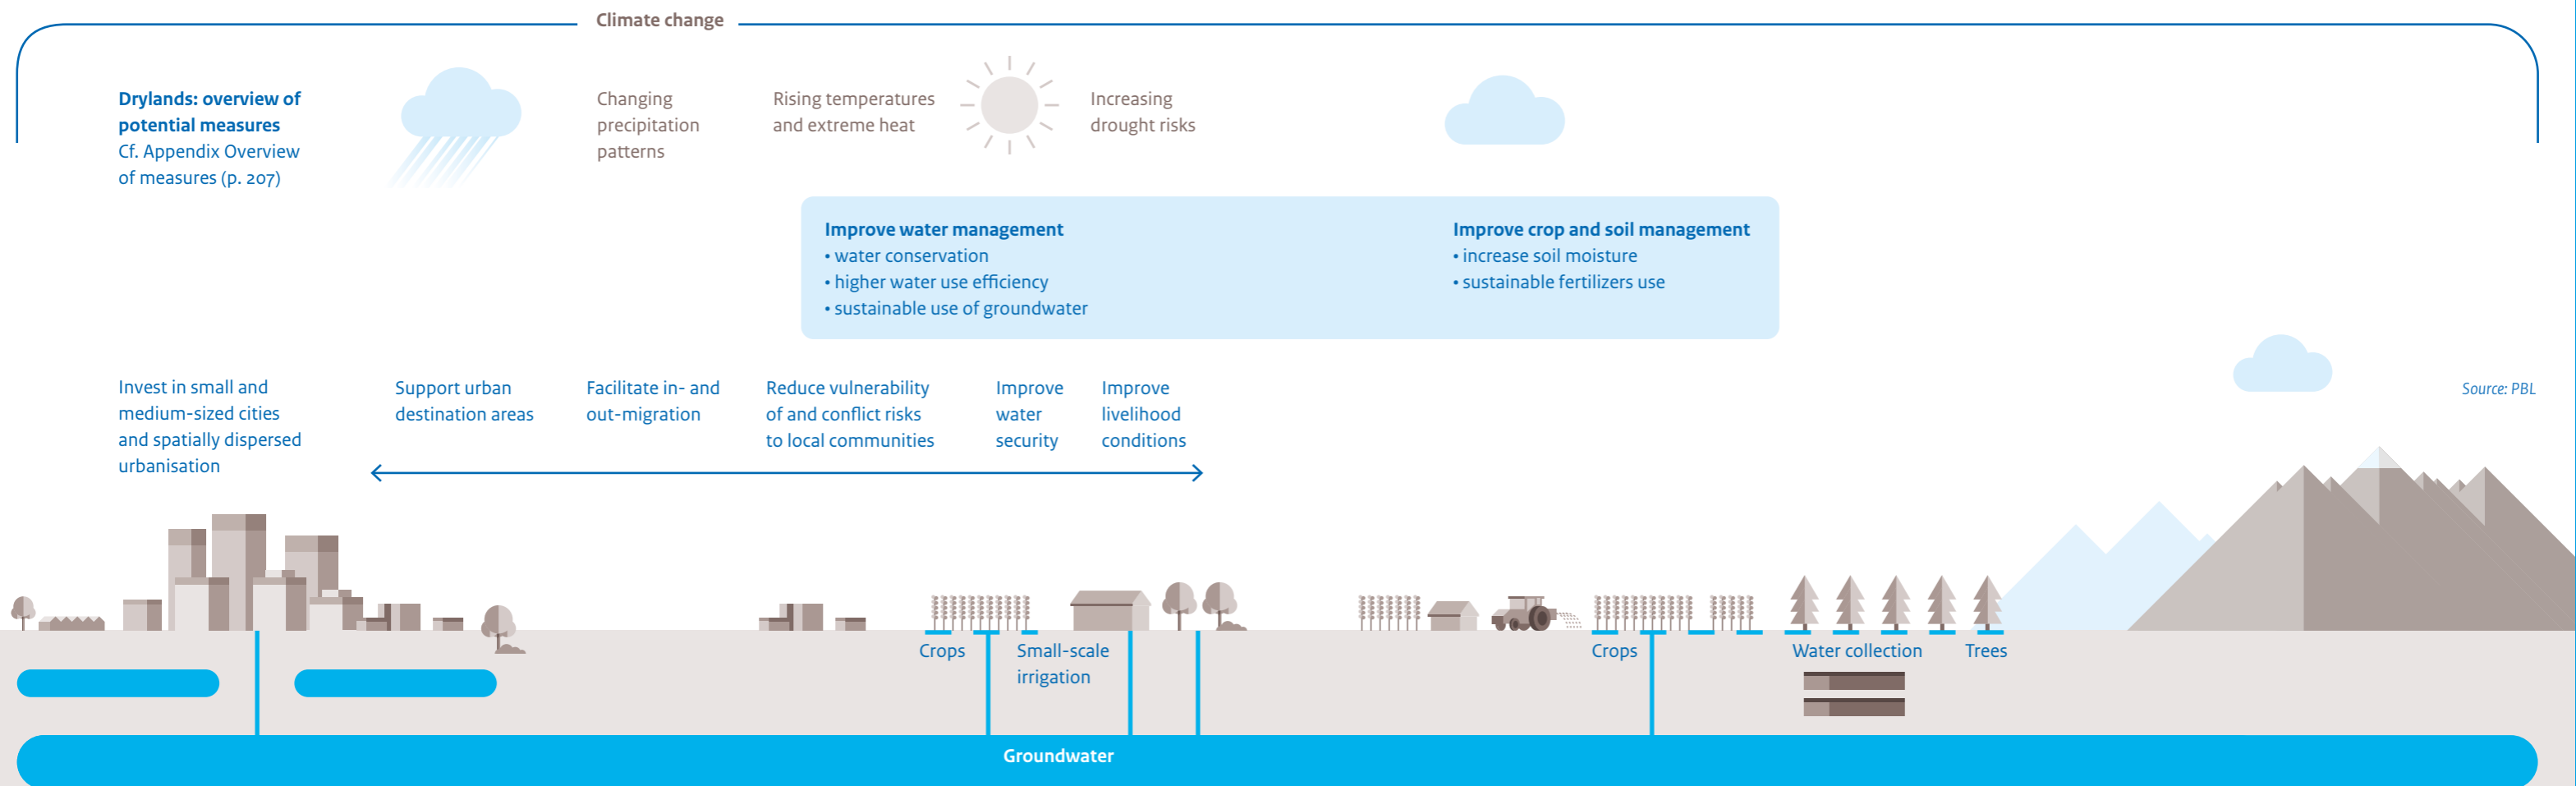 Climate change
Drylands: overview of
potential measures
Cf. Appendix Overview
of measures (p. 207)
Changing
precipitation
patterns
Rising temperatures
and extreme heat
Increasing
drought risks
Improve water management
• water conservation
• higher water use efficiency
• sustainable use of groundwater
Improve crop and soil management
• increase soil moisture
• sustainable fertilizers use
Invest in small and
medium-sized cities
and spatially dispersed
urbanisation
Support urban
destination areas
Facilitate in- and
out-migration
Reduce vulnerability
of and conflict risks
to local communities
Improve
water
security
Improve
livelihood
conditions
Source: PBL
Crops
Small-scale
irrigation
Crops
Water collection
Trees
Groundwater